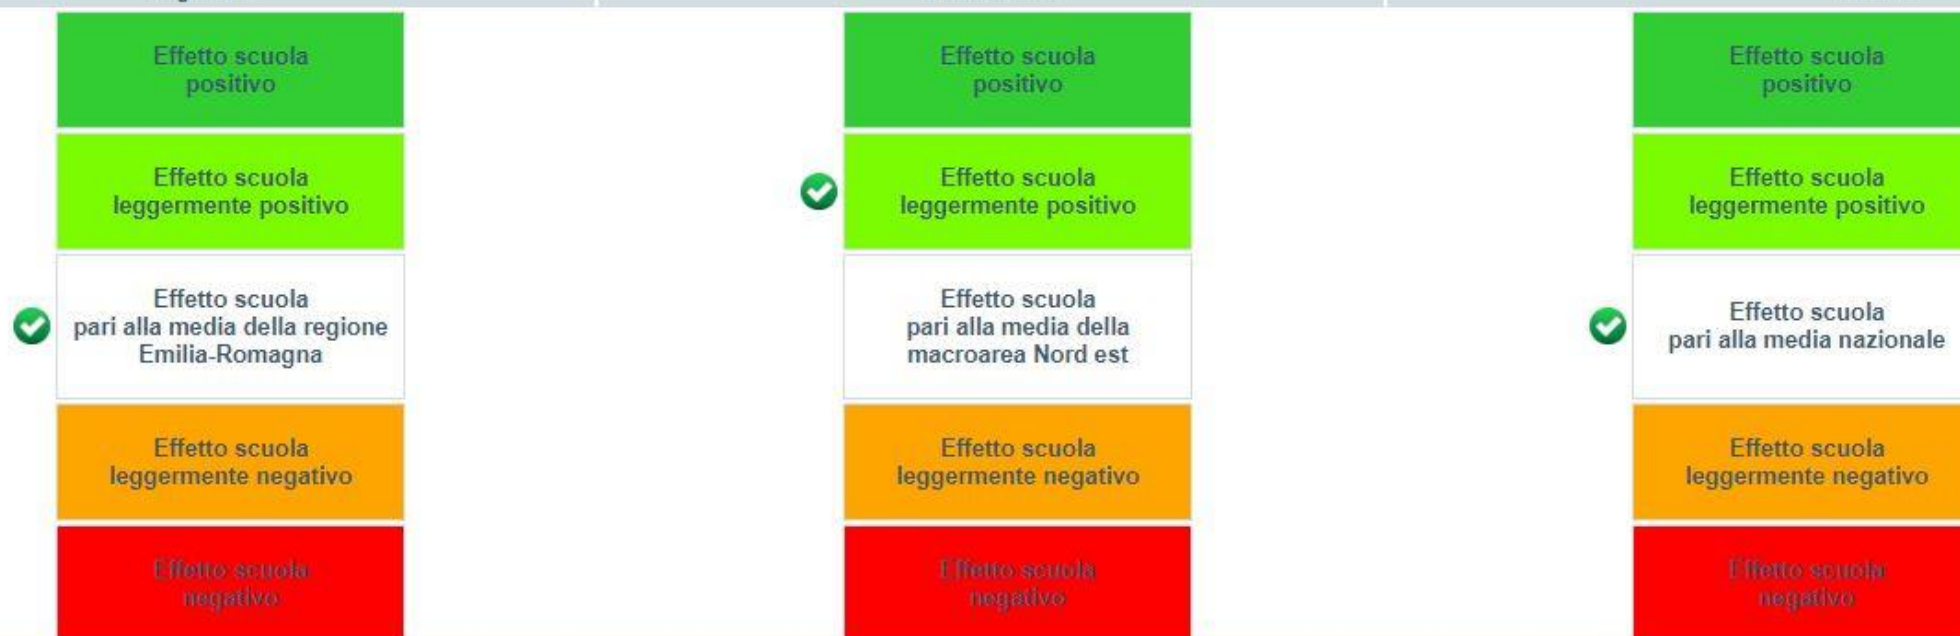 Effetto scuola
positivo
Effetto scuola
leggermente positivo
Effetto scuola
pari alla media della regione
Emilia-Romagna
Effetto scuola
leggermente negativo
Effetto scuola
negativo
Effetto scuola
positivo
Effetto scuola
leggermente positivo
Effetto scuola
pari alla media della
macroarea Nord est
Effetto scuola
leggermente negativo
Effetto scuola
negativo
Effetto scuola
positivo
Effetto scuola
leggermente positivo
Effetto scuola
pari alla media nazionale
Effetto scuola
leggermente negativo
Effetto scuola
negativo